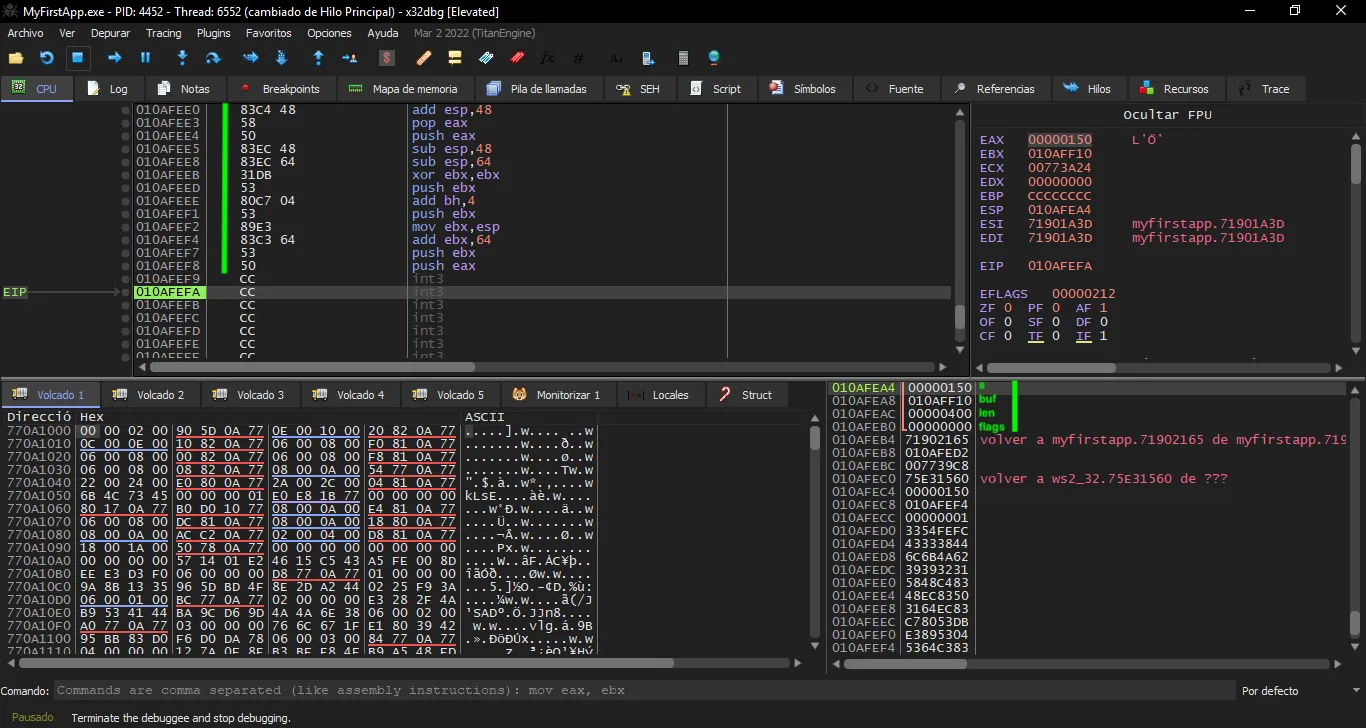 MyFirstApp.exe - PID: 4452 - Thread: 6552 (cambiado de Hilo Principal) - x32dbg [Elevated]
Archivo Ver Depurar Tracing Plugins Favoritos Opciones Ayuda Mar 2 2022 (TitanEngine)
CPU Log Notas Breakpoints Mapa de memoria Pila de llamadas SEH Script Símbolos Fuente Referencias Hilos Recursos Trace
010AFEE0 83C4 48 add esp,48
010AFEE3 58 pop eax
010AFEE4 50 push eax
010AFEE5 83EC 48 sub esp,48
010AFEE8 83EC 64 sub esp,64
010AFEEB 31DB xor ebx,ebx
010AFEED 53 push ebx
010AFEEE 80C7 04 add bh,4
010AFEF1 53 push ebx
010AFEF2 89E3 mov ebx,esp
010AFEF4 83C3 64 add ebx,64
010AFEF7 53 push ebx
010AFEF8 50 push eax
010AFEF9 CC int3
EIP 010AFEFA CC int3
010AFEFB CC int3
010AFEFC CC int3
010AFEFD CC int3
010AFEFE CC int3
010AFEFF CC int3
Ocultar FPU
EAX 00000150 L'Ő'
EBX 010AFF10
ECX 00773A24
EDX 00000000
EBP CCCCCCCC
ESP 010AFEA4
ESI 71901A3D myfirstapp.71901A3D
EDI 71901A3D myfirstapp.71901A3D
EIP 010AFEFA
EFLAGS 00000212
ZF 0 PF 0 AF 1
OF 0 SF 0 DF 0
CF 0 TF 0 IF 1
Volcado 1 Volcado 2 Volcado 3 Volcado 4 Volcado 5 Monitorizar 1 Locales Struct
Direcció Hex ASCII
770A1000 00 00 02 00 90 5D 0A 77 0E 00 10 00 20 82 0A 77 .....].w.... ..w
770A1010 0C 00 0E 00 10 82 0A 77 06 00 08 00 F0 81 0A 77 .......w....ð..w
770A1020 06 00 08 00 00 82 0A 77 06 00 08 00 F8 81 0A 77 .......w....ø..w
770A1030 06 00 08 00 08 82 0A 77 08 00 0A 00 54 77 0A 77 .......w....Tw.w
770A1040 22 00 24 00 E0 80 0A 77 2A 00 2C 00 04 81 0A 77 ".$.à..w*.,....w
770A1050 6B 4C 73 45 00 00 00 01 E0 E8 1B 77 00 00 00 00 kLsE....àè.w....
770A1060 80 17 0A 77 B0 D0 10 77 08 00 0A 00 E4 81 0A 77 ...w°Ð.w....ä..w
770A1070 06 00 08 00 DC 81 0A 77 08 00 0A 00 18 80 0A 77 ....Ü..w.......w
770A1080 08 00 0A 00 AC C2 0A 77 02 00 04 00 D8 81 0A 77 ....¬Â.w....Ø..w
770A1090 18 00 1A 00 50 78 0A 77 00 00 00 00 00 00 00 00 ....Px.w........
770A10A0 00 00 00 00 57 14 01 E2 46 15 C5 43 A5 FE 00 8D ....W..âF.ÅC¥þ..
770A10B0 EE E3 D3 F0 06 00 00 00 D8 77 0A 77 01 00 00 00 îãÓð....Øw.w....
770A10C0 9A 8B 13 35 96 5D BD 4F 8E 2D A2 44 02 25 F9 3A ...5.]½O.-¢D.%ù:
770A10D0 06 00 01 00 BC 77 0A 77 02 00 00 00 E3 28 2F 4A ....¼w.w....ã(/J
770A10E0 B9 53 41 44 BA 9C D6 9D 4A 4A 6E 38 06 00 02 00 ¹SADº.Ö.JJn8....
770A10F0 A0 77 0A 77 03 00 00 00 76 6C 67 1F E1 80 39 42  w.w....vlg.á.9B
770A1100 95 BB 83 D0 F6 D0 DA 78 06 00 03 00 84 77 0A 77 .».ÐöÐÚx.....w.w
770A1110 04 00 00 00 12 7A 0F 8E B3 BF E8 4F B9 A5 48 FD .....z..³¿èO¹¥Hý
010AFEA4 00000150 s
010AFEA8 010AFF10 buf
010AFEAC 00000400 len
010AFEB0 00000000 flags
010AFEB4 71902165 volver a myfirstapp.71902165 de myfirstapp.719
010AFEB8 010AFED2
010AFEBC 007739C8
010AFEC0 75E31560 volver a ws2_32.75E31560 de ???
010AFEC4 00000150
010AFEC8 010AFEF4
010AFECC 00000001
010AFED0 3354FEFC
010AFED4 43333844
010AFED8 6C6B4A62
010AFEDC 39393231
010AFEE0 5848C483
010AFEE4 48EC8350
010AFEE8 3164EC83
010AFEEC C78053DB
010AFEF0 E3895304
010AFEF4 5364C383
Comando: Commands are comma separated (like assembly instructions): mov eax, ebx Por defecto
Pausado Terminate the debuggee and stop debugging.